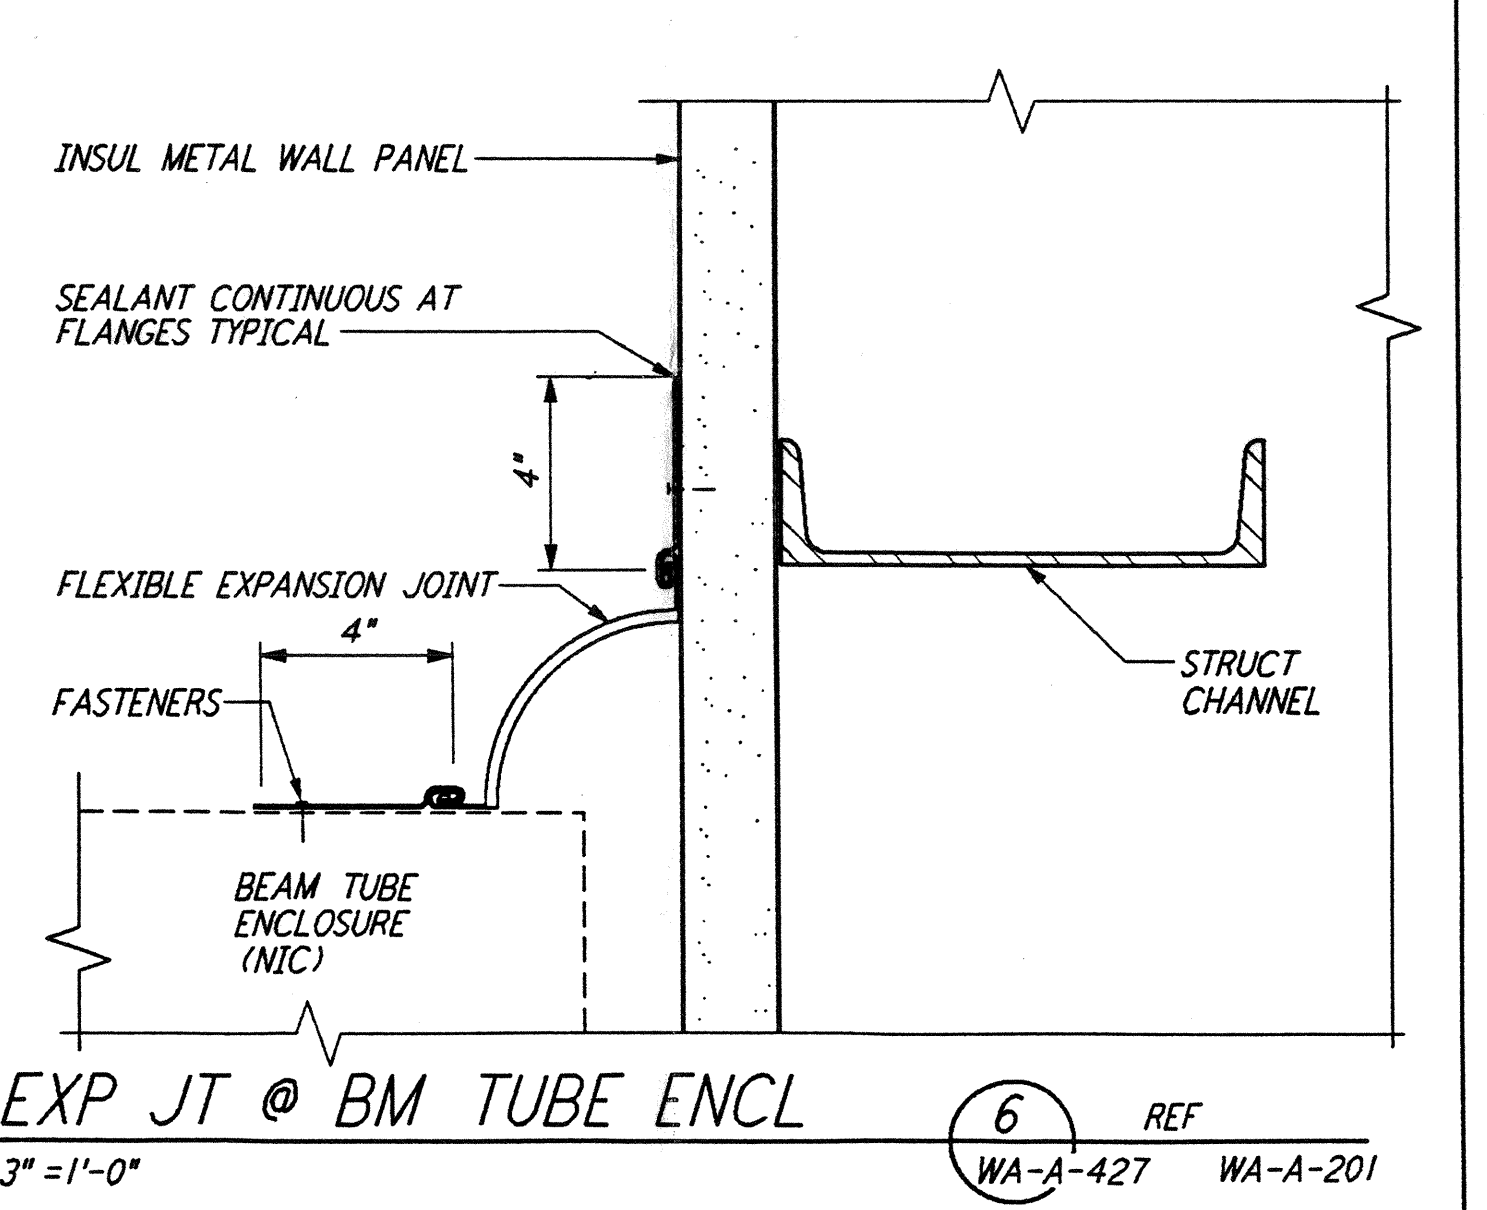 INSUL METAL WALL PANEL
SEALANT CONTINUOUS AT
FLANGES TYPICAL
4"
FLEXIBLE EXPANSION JOINT
4"
FASTENERS
STRUCT
CHANNEL
BEAM TUBE
ENCLOSURE
(NIC)
EXP JT @ BM TUBE ENCL
6
REF
3"=1'-0"
WA-A-427
WA-A-201